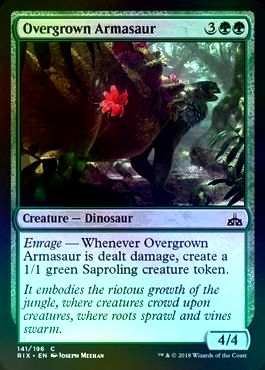 Overgrown Armasaur 3
Creature — Dinosaur
Enrage — Whenever Overgrown
Armasaur is dealt damage, create a
1/1 green Saproling creature token.
It embodies the riotous growth of the
jungle, where creatures crowd upon
creatures, where roots sprawl and vines
swarm.
4/4
141/196 C
RIX • EN Joseph Meehan
™ & © 2018 Wizards of the Coast